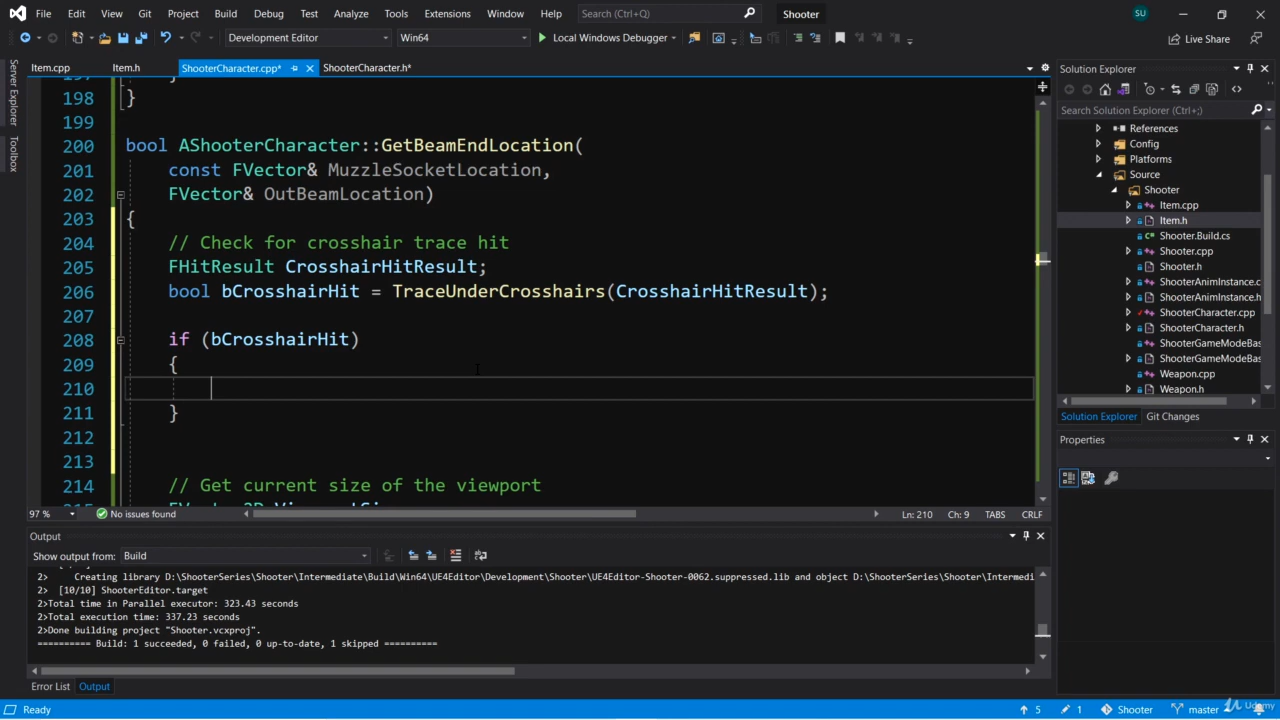 File Edit View Git Project Build Debug Test Analyze Tools Extensions Window Help Search (Ctrl+Q) Shooter SU
Development Editor Win64 Local Windows Debugger Live Share
Item.cpp Item.h ShooterCharacter.cpp* ShooterCharacter.h*
Server Explorer
Toolbox
198 }
199
200 bool AShooterCharacter::GetBeamEndLocation(
201 const FVector& MuzzleSocketLocation,
202 FVector& OutBeamLocation)
203 {
204 // Check for crosshair trace hit
205 FHitResult CrosshairHitResult;
206 bool bCrosshairHit = TraceUnderCrosshairs(CrosshairHitResult);
207
208 if (bCrosshairHit)
209 {
210
211 }
212
213
214 // Get current size of the viewport
97 % No issues found Ln: 210 Ch: 9 TABS CRLF
Solution Explorer
Search Solution Explorer (Ctrl+;)
References
Config
Platforms
Source
Shooter
Item.cpp
Item.h
Shooter.Build.cs
Shooter.cpp
Shooter.h
ShooterAnimInstance.c
ShooterAnimInstance.h
ShooterCharacter.cpp
ShooterCharacter.h
ShooterGameModeBas
ShooterGameModeBas
Weapon.cpp
Weapon.h
Solution Explorer Git Changes
Properties
Output
Show output from: Build
2> Creating library D:\ShooterSeries\Shooter\Intermediate\Build\Win64\UE4Editor\Development\Shooter\UE4Editor-Shooter-0062.suppressed.lib and object D:\ShooterSeries\Shooter\Intermedi
2> [10/10] ShooterEditor.target
2>Total time in Parallel executor: 323.43 seconds
2>Total execution time: 337.23 seconds
2>Done building project "Shooter.vcxproj".
========== Build: 1 succeeded, 0 failed, 0 up-to-date, 1 skipped ==========
Error List Output
Ready 5 1 Shooter master
Udemy